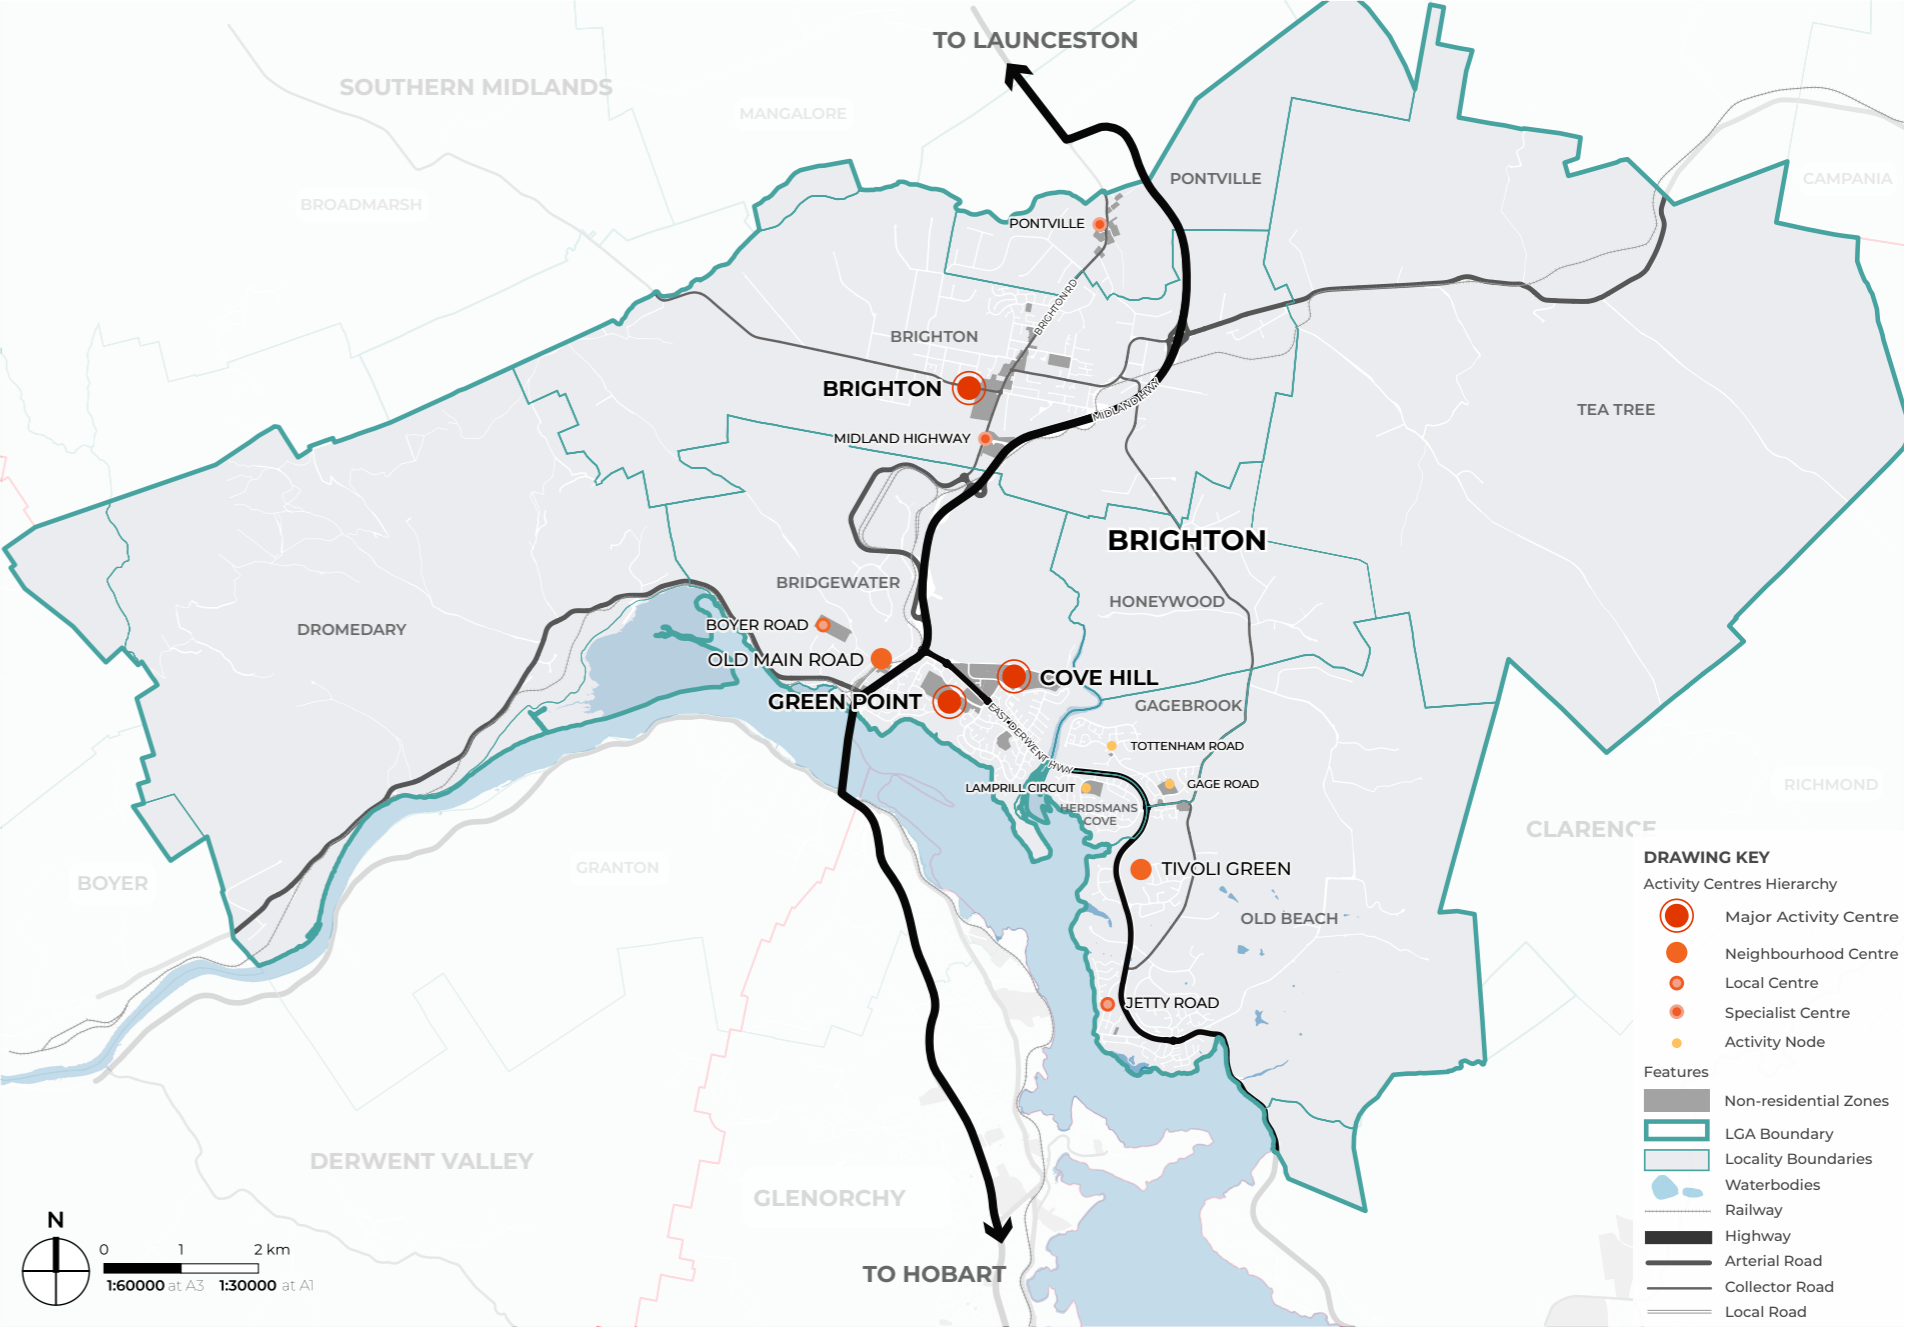 TO LAUNCESTON
SOUTHERN MIDLANDS
MANGALORE
PONTVILLE
CAMPANIA
BROADMARSH
PONTVILLE
BRIGHTON RD
BRIGHTON
BRIGHTON
MIDLAND HWY
TEA TREE
MIDLAND HIGHWAY
BRIGHTON
BRIDGEWATER
HONEYWOOD
DROMEDARY
BOYER ROAD
OLD MAIN ROAD
COVE HILL
GREEN POINT
GAGEBROOK
EAST DERWENT HWY
TOTTENHAM ROAD
LAMPRILL CIRCUIT
GAGE ROAD
RICHMOND
HERDSMANS
COVE
CLARENCE
GRANTON
BOYER
TIVOLI GREEN
OLD BEACH
JETTY ROAD
DERWENT VALLEY
GLENORCHY
TO HOBART
N
0 1 2 km
1:60000 at A3 1:30000 at A1
DRAWING KEY
Activity Centres Hierarchy
Major Activity Centre
Neighbourhood Centre
Local Centre
Specialist Centre
Activity Node
Features
Non-residential Zones
LGA Boundary
Locality Boundaries
Waterbodies
Railway
Highway
Arterial Road
Collector Road
Local Road